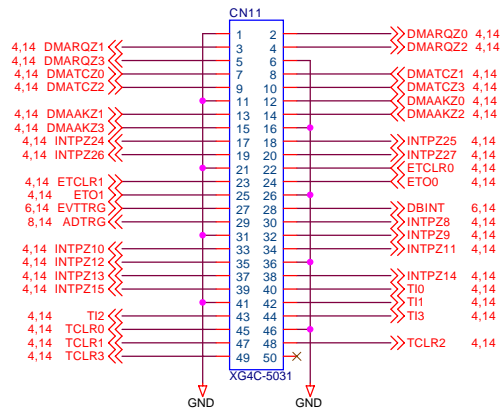 CN11
1 2 DMARQZ0 4,14
4,14 DMARQZ1 3 4 DMARQZ2 4,14
4,14 DMARQZ3 5 6
4,14 DMATCZ0 7 8 DMATCZ1 4,14
4,14 DMATCZ2 9 10 DMATCZ3 4,14
11 12 DMAAKZ0 4,14
4,14 DMAAKZ1 13 14 DMAAKZ2 4,14
4,14 DMAAKZ3 15 16
4,14 INTPZ24 17 18 INTPZ25 4,14
4,14 INTPZ26 19 20 INTPZ27 4,14
21 22 ETCLR0 4,14
4,14 ETCLR1 23 24 ETO0 4,14
4,14 ETO1 25 26
6,14 EVTTRG 27 28 DBINT 6,14
8,14 ADTRG 29 30 INTPZ8 4,14
31 32 INTPZ9 4,14
4,14 INTPZ10 33 34 INTPZ11 4,14
4,14 INTPZ12 35 36
4,14 INTPZ13 37 38 INTPZ14 4,14
4,14 INTPZ15 39 40 TI0 4,14
41 42 TI1 4,14
4,14 TI2 43 44 TI3 4,14
4,14 TCLR0 45 46
4,14 TCLR1 47 48 TCLR2 4,14
4,14 TCLR3 49 50
XG4C-5031
GND GND